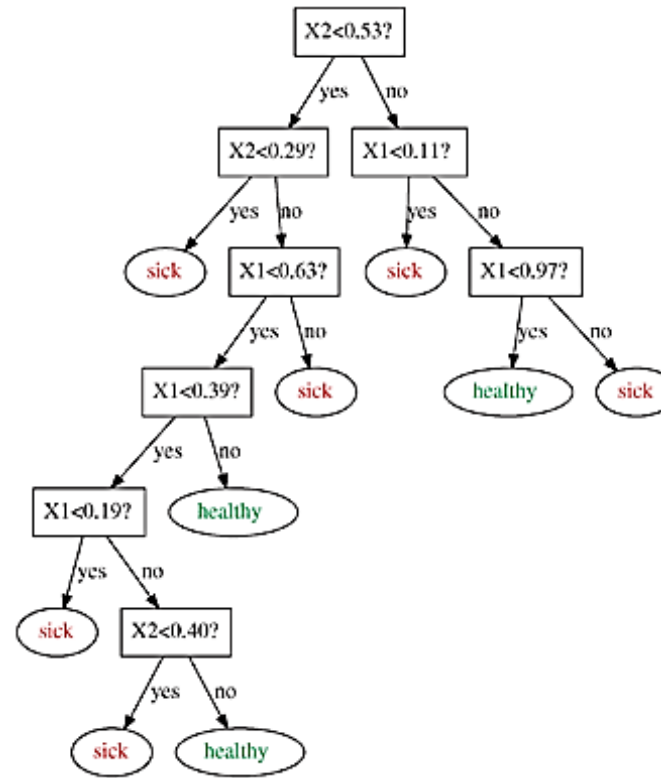 X2<0.53?
yes no
X2<0.29? X1<0.11?
yes no yes no
sick X1<0.63? sick X1<0.97?
yes no yes no
X1<0.39? sick healthy sick
yes no
X1<0.19? healthy
yes no
sick X2<0.40?
yes no
sick healthy